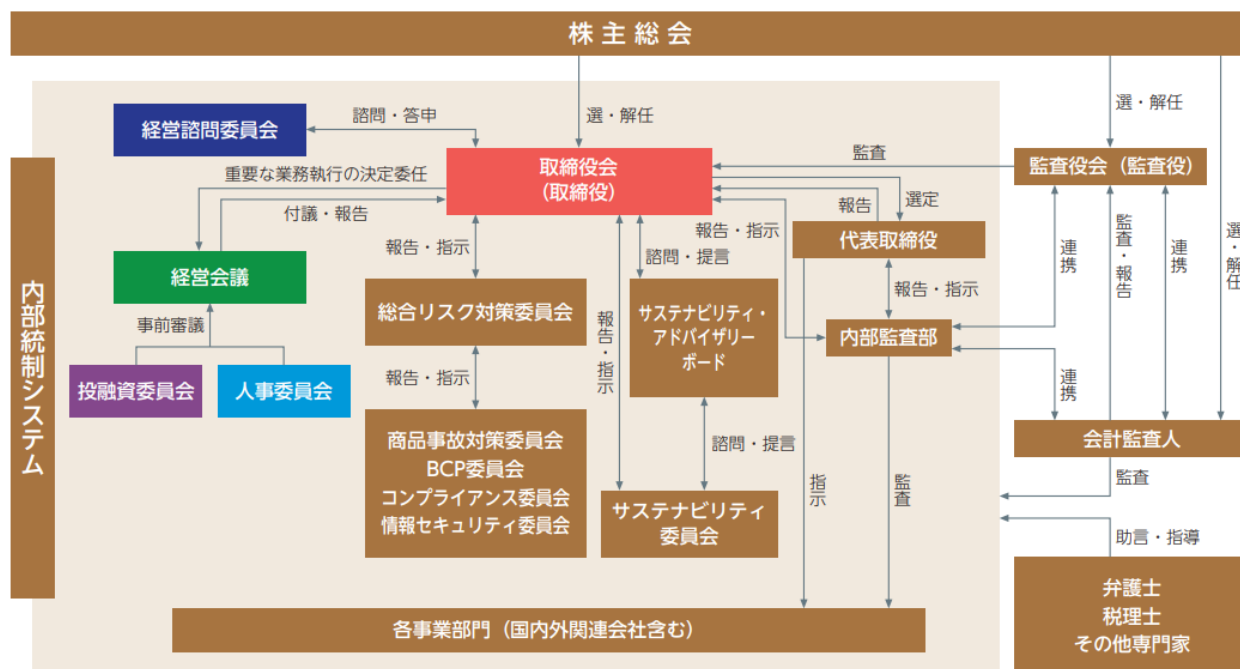 株主総会
選・解任
選・解任
選・解任
内部統制システム
経営諮問委員会
諮問・答申
取締役会
（取締役）
監査
監査役会（監査役）
重要な業務執行の決定委任
付議・報告
報告
選定
代表取締役
経営会議
事前審議
投融資委員会
人事委員会
報告・指示
総合リスク対策委員会
報告・指示
商品事故対策委員会
BCP委員会
コンプライアンス委員会
情報セキュリティ委員会
報告・指示
諮問・提言
サステナビリティ・
アドバイザリー
ボード
諮問・提言
サステナビリティ
委員会
報告・指示
報告・指示
内部監査部
指示
監査
連携
監査・報告
連携
連携
会計監査人
監査
助言・指導
弁護士
税理士
その他専門家
各事業部門（国内外関連会社含む）